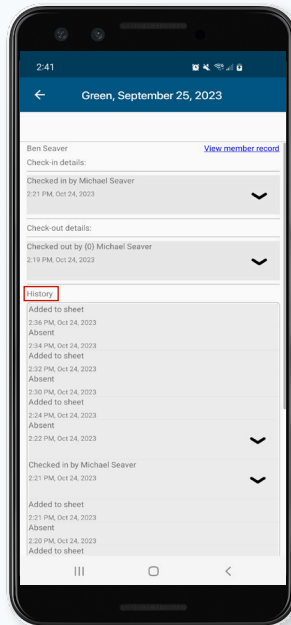 2:41
Green, September 25, 2023
Ben Seaver
View member record
Check-in details:
Checked in by Michael Seaver
2:21 PM, Oct 24, 2023
Check-out details:
Checked out by {0} Michael Seaver
2:19 PM, Oct 24, 2023
History
Added to sheet
2:36 PM, Oct 24, 2023
Absent
2:34 PM, Oct 24, 2023
Added to sheet
2:32 PM, Oct 24, 2023
Absent
2:30 PM, Oct 24, 2023
Added to sheet
2:24 PM, Oct 24, 2023
Absent
2:22 PM, Oct 24, 2023
Checked in by Michael Seaver
2:21 PM, Oct 24, 2023
Added to sheet
2:21 PM, Oct 24, 2023
Absent
2:20 PM, Oct 24, 2023
Added to sheet